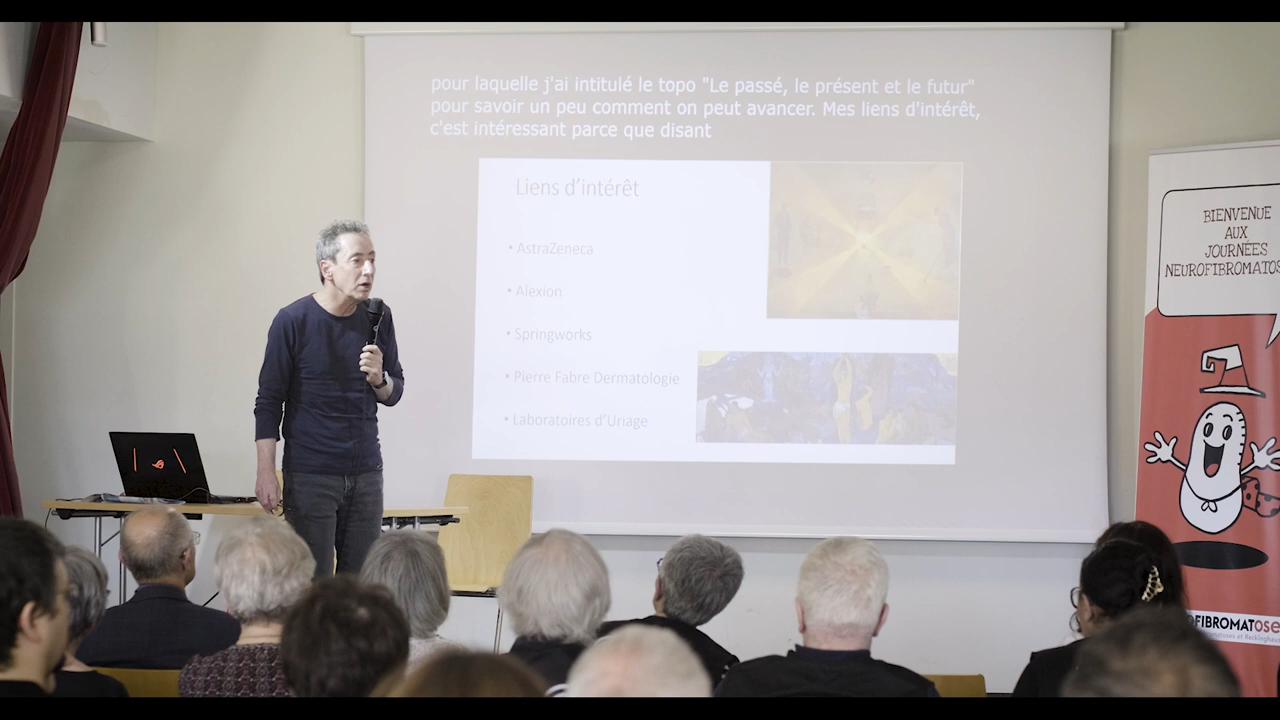 pour laquelle j'ai intitulé le topo "Le passé, le présent et le futur"
pour savoir un peu comment on peut avancer. Mes liens d'intérêt,
c'est intéressant parce que disant
Liens d'intérêt
• AstraZeneca
• Alexion
• Springworks
• Pierre Fabre Dermatologie
• Laboratoires d'Uriage
BIENVENUE
AUX
JOURNÉES
NEUROFIBROMATOS
OFIBROMATOSE